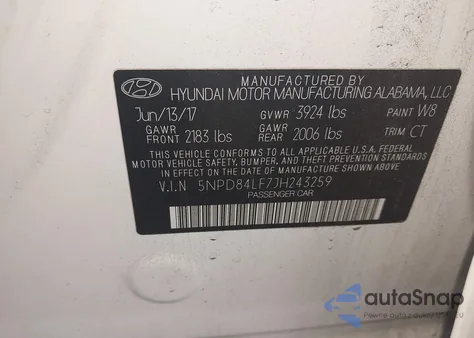 MANUFACTURED BY
HYUNDAI MOTOR MANUFACTURING ALABAMA, LLC
Jun/13/17 GVWR 3924 lbs PAINT W8
GAWR FRONT 2183 lbs GAWR REAR 2006 lbs TRIM CT
THIS VEHICLE CONFORMS TO ALL APPLICABLE U.S. FEDERAL
MOTOR VEHICLE SAFETY, BUMPER, AND THEFT PREVENTION STANDARDS
IN EFFECT ON THE DATE OF MANUFACTURE SHOWN ABOVE.
V.I.N 5NPD84LF7JH243259
PASSENGER CAR
autoSnap
Pewne auta z